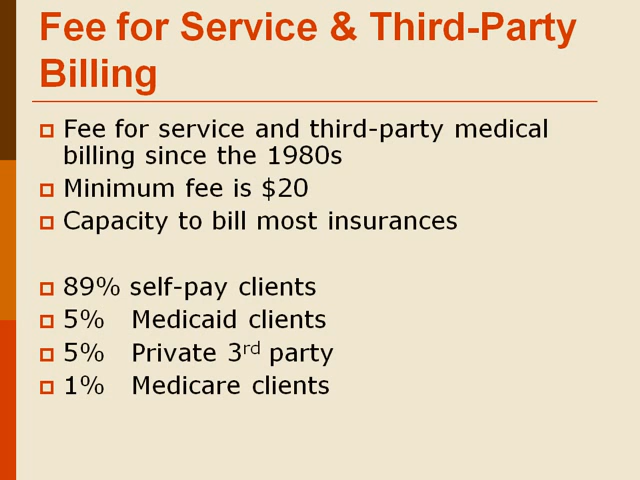 Fee for Service & Third-Party
Billing
Fee for service and third-party medical
billing since the 1980s
Minimum fee is $20
Capacity to bill most insurances
89% self-pay clients
5% Medicaid clients
5% Private 3rd party
1% Medicare clients